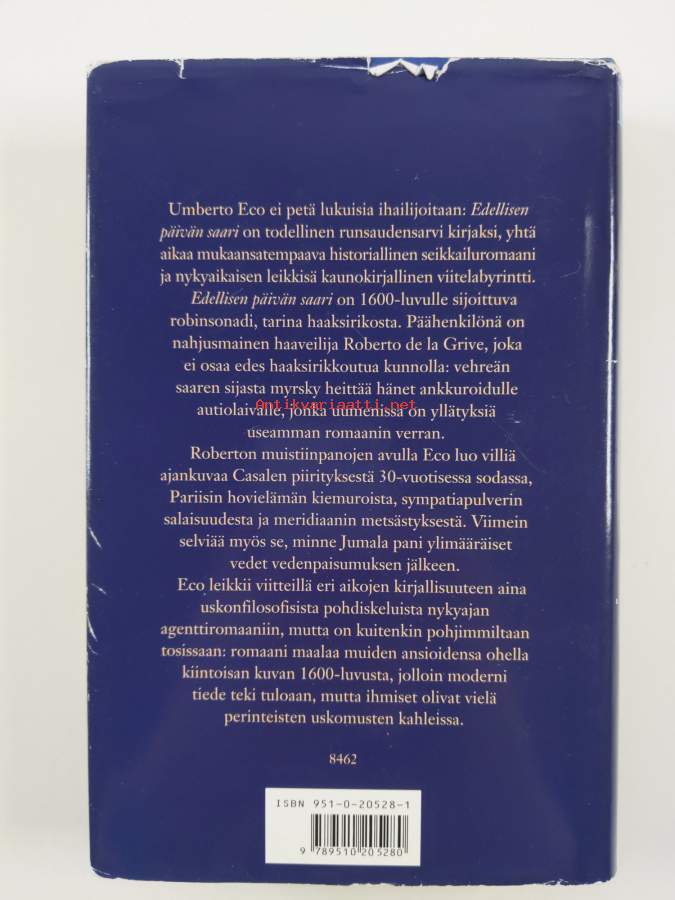 Umberto Eco ei petä lukuisia ihailijoitaan: Edellisen
päivän saari on todellinen runsaudensarvi kirjaksi, yhtä
aikaa mukaansatempaava historiallinen seikkailuromaani
ja nykyaikaisen leikkisä kaunokirjallinen viitelabyrintti.
Edellisen päivän saari on 1600-luvulle sijoittuva
robinsonadi, tarina haaksirikosta. Päähenkilönä on
nahjusmainen haaveilija Roberto de la Grive, joka
ei osaa edes haaksirikkoutua kunnolla: vehreän
saaren sijasta myrsky heittää hänet ankkuroidulle
Antikvariaatti.net
autiolaivalle, jonka uumenissa on yllätyksiä
useamman romaanin verran.
Roberton muistiinpanojen avulla Eco luo villiä
ajankuvaa Casalen piirityksestä 30-vuotisessa sodassa,
Pariisin hovielämän kiemuroista, sympatiapulverin
salaisuudesta ja meridiaanin metsästyksestä. Viimein
selviää myös se, minne Jumala pani ylimääräiset
vedet vedenpaisumuksen jälkeen.
Eco leikkii viitteillä eri aikojen kirjallisuuteen aina
uskonfilosofisista pohdiskeluista nykyajan
agenttiromaaniin, mutta on kuitenkin pohjimmiltaan
tosissaan: romaani maalaa muiden ansioidensa ohella
kiintoisan kuvan 1600-luvusta, jolloin moderni
tiede teki tuloaan, mutta ihmiset olivat vielä
perinteisten uskomusten kahleissa.
8462
ISBN 951-0-20528-1
9 789510 205280